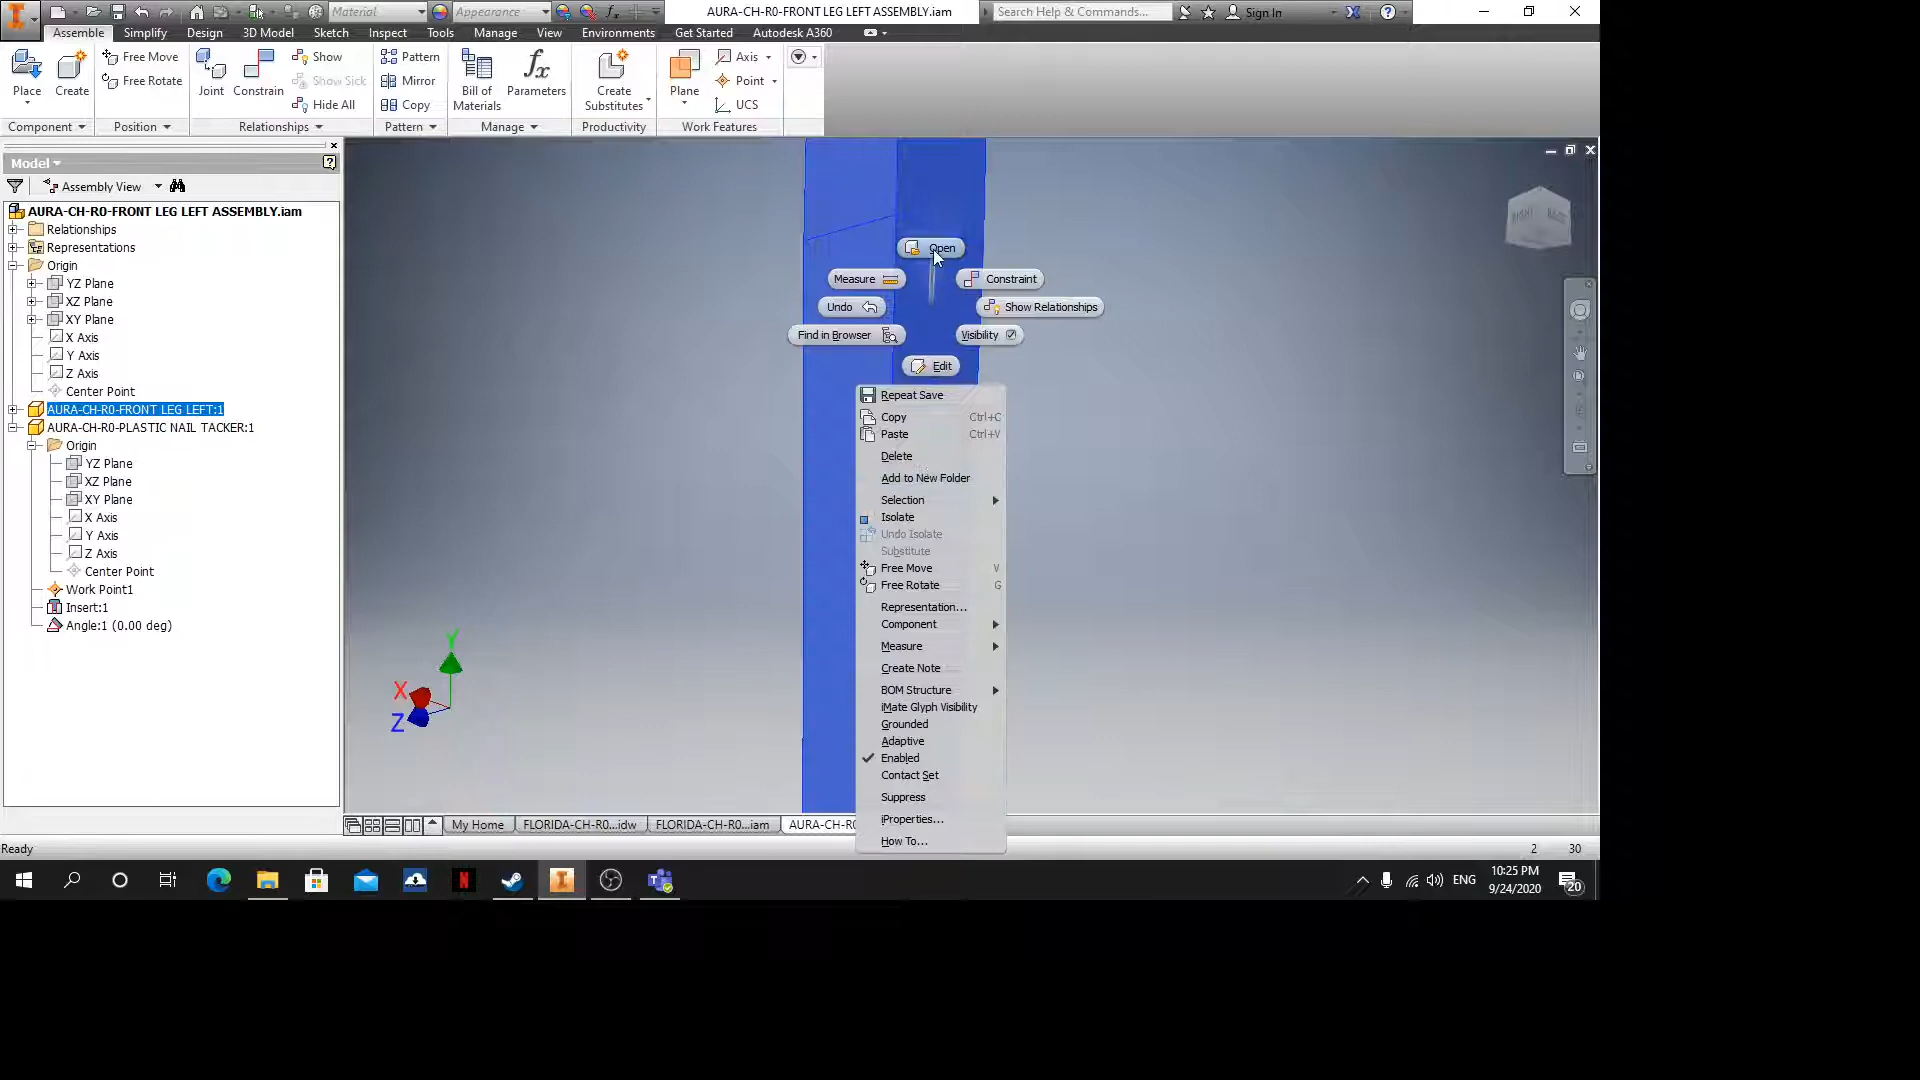 Material
Appearance
AURA-CH-R0-FRONT LEG LEFT ASSEMBLY.iam
Search Help & Commands...
Sign In
Assemble Simplify Design 3D Model Sketch Inspect Tools Manage View Environments Get Started Autodesk A360
Place
Create
Free Move
Free Rotate
Joint
Constrain
Show
Show Sick
Hide All
Pattern
Mirror
Copy
Bill of
Materials
Parameters
Create
Substitutes
Plane
Axis
Point
UCS
Component Position Relationships Pattern Manage Productivity Work Features
Model
Assembly View
AURA-CH-R0-FRONT LEG LEFT ASSEMBLY.iam
Relationships
Representations
Origin
YZ Plane
XZ Plane
XY Plane
X Axis
Y Axis
Z Axis
Center Point
AURA-CH-R0-FRONT LEG LEFT:1
AURA-CH-R0-PLASTIC NAIL TACKER:1
Origin
YZ Plane
XZ Plane
XY Plane
X Axis
Y Axis
Z Axis
Center Point
Work Point1
Insert:1
Angle:1 (0.00 deg)
RIGHT BACK
Open
Measure
Constraint
Undo
Show Relationships
Find in Browser
Visibility
Edit
Repeat Save
Copy Ctrl+C
Paste Ctrl+V
Delete
Add to New Folder
Selection
Isolate
Undo Isolate
Substitute
Free Move V
Free Rotate G
Representation...
Component
Measure
Create Note
BOM Structure
iMate Glyph Visibility
Grounded
Adaptive
Enabled
Contact Set
Suppress
iProperties...
How To...
Y
X
Z
My Home FLORIDA-CH-R0...idw FLORIDA-CH-R0...iam AURA-CH-R0
Ready 2 30
ENG
10:25 PM
9/24/2020
20